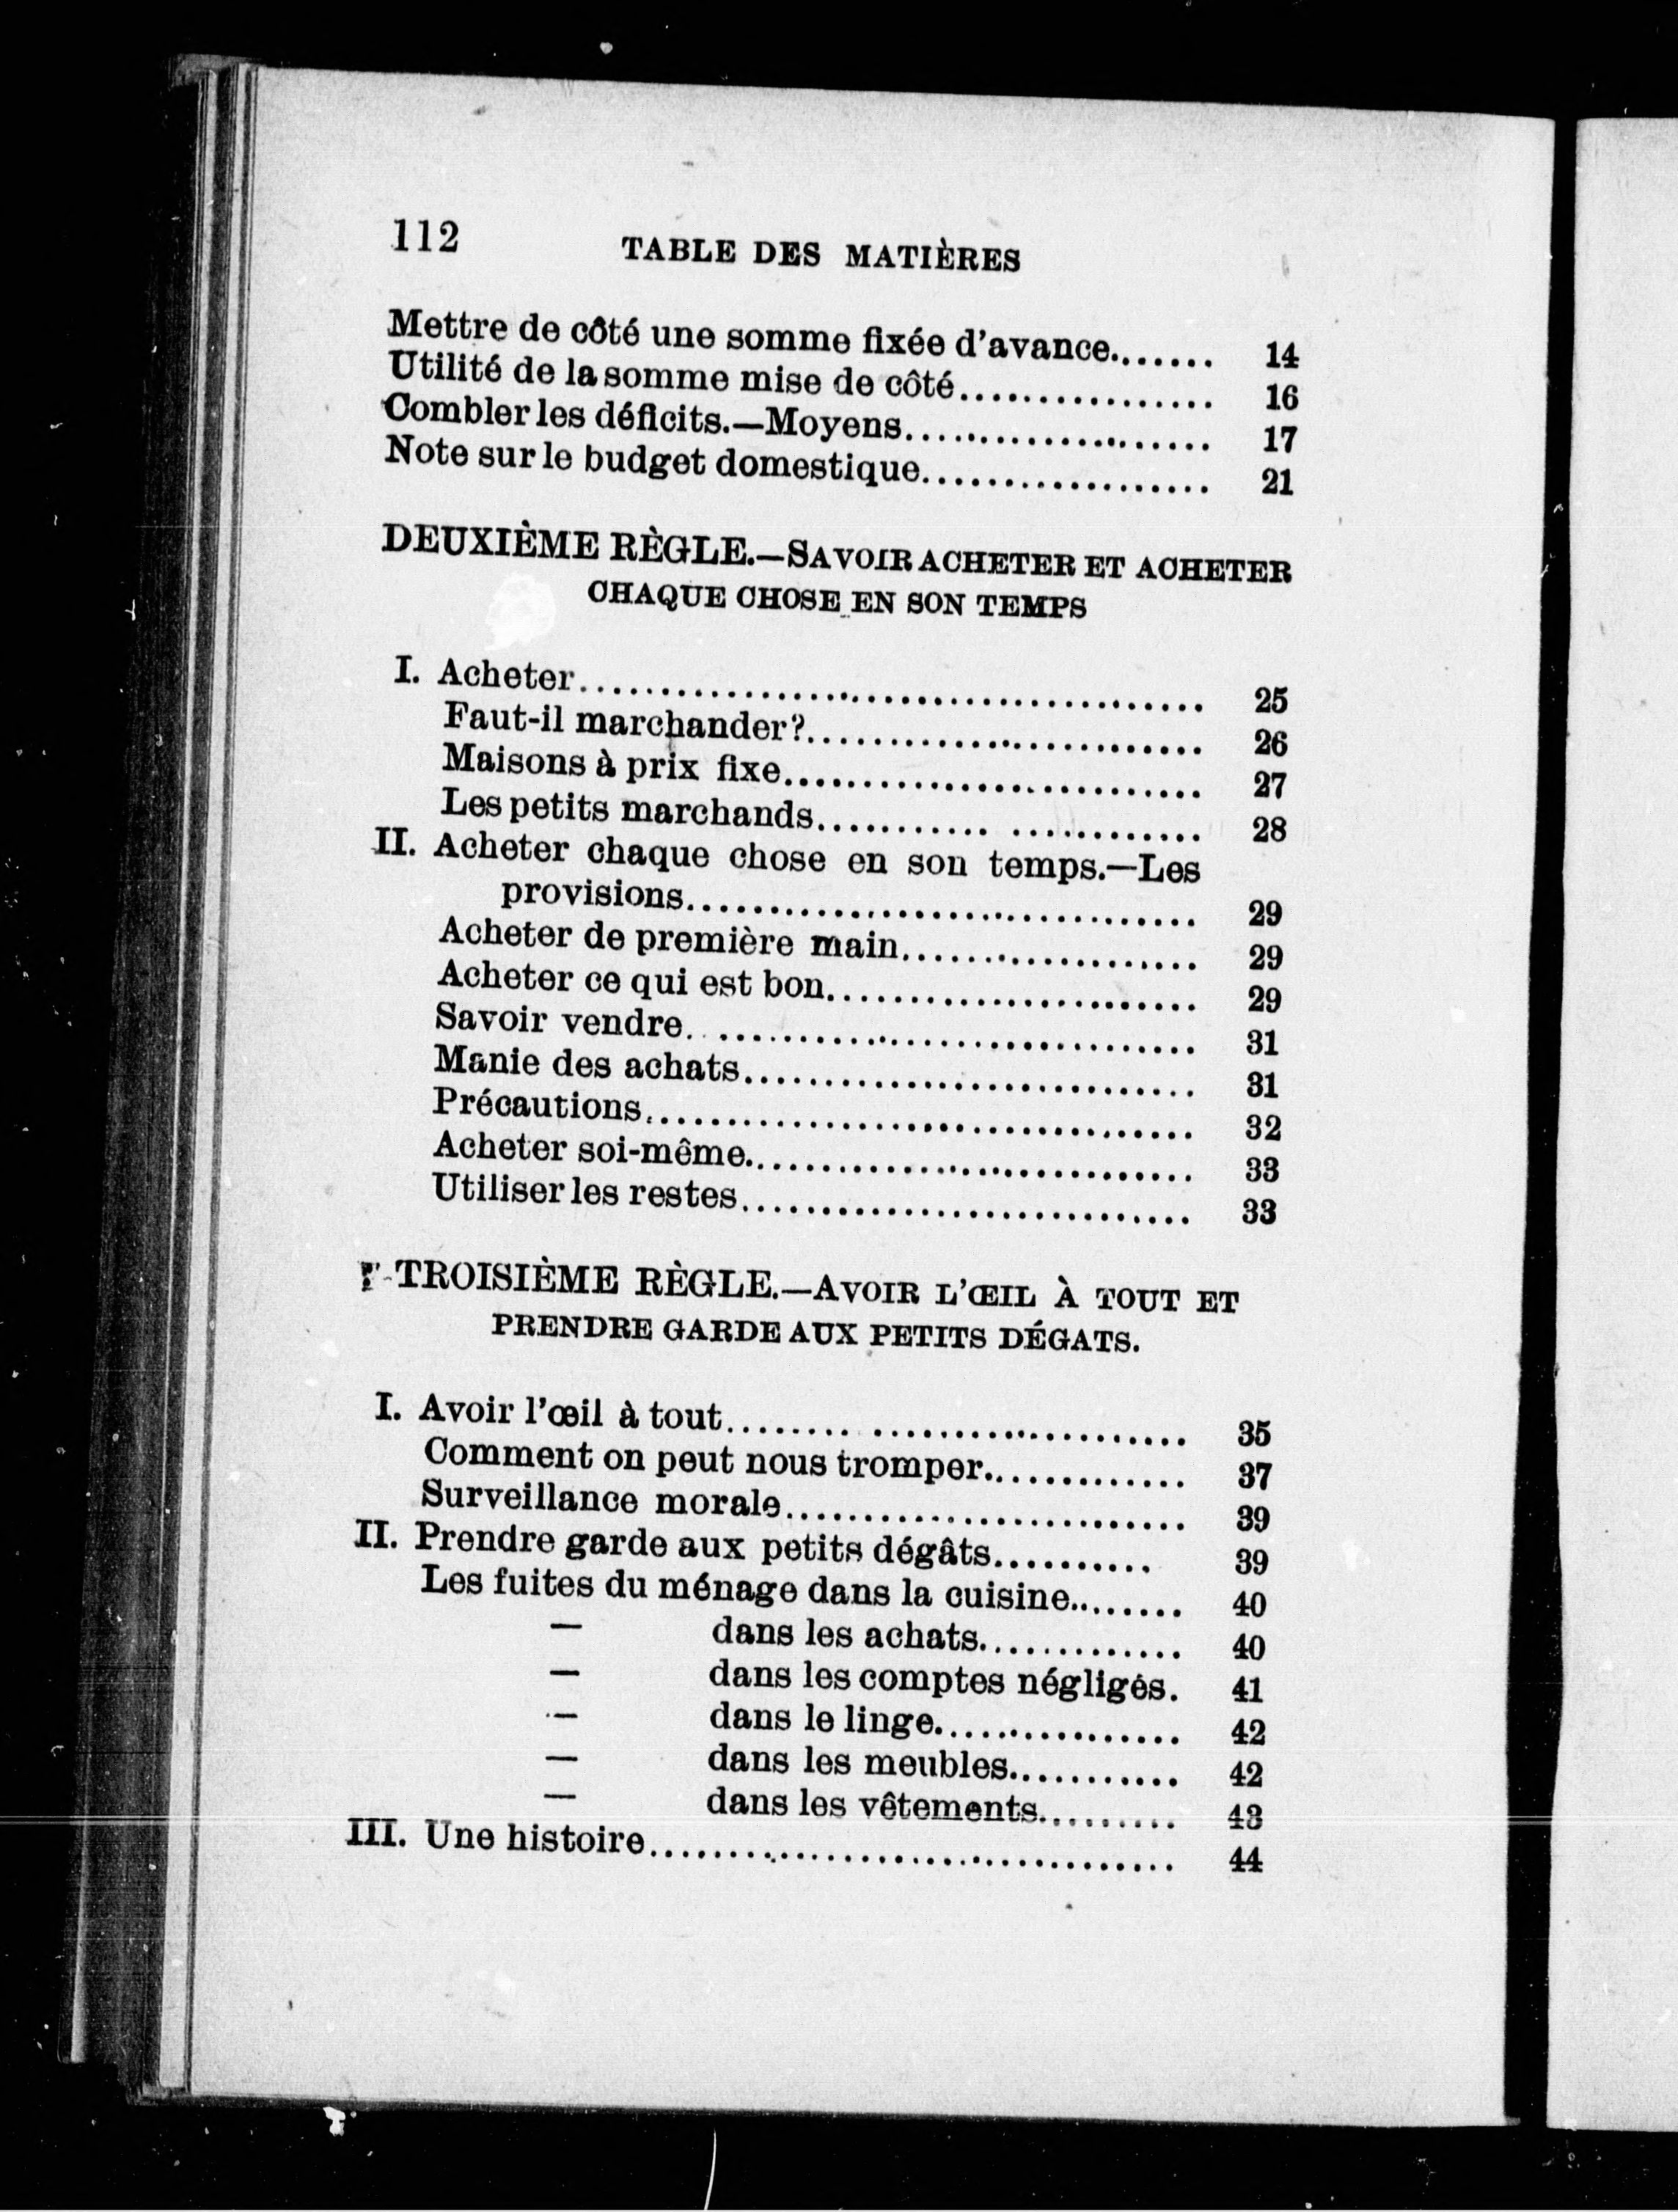 112 TABLE DES MATIÈRES
Mettre de côté une somme fixée d'avance....... 14
Utilité de la somme mise de côté................ 16
Combler les déficits.—Moyens................... 17
Note sur le budget domestique.................. 21
DEUXIÈME RÈGLE.—SAVOIR ACHETER ET ACHETER
CHAQUE CHOSE EN SON TEMPS
I. Acheter....................................... 25
Faut-il marchander?......................... 26
Maisons à prix fixe........................... 27
Les petits marchands........... ............ 28
II. Acheter chaque chose en son temps.—Les
provisions................................ 29
Acheter de première main................... 29
Acheter ce qui est bon........................ 29
Savoir vendre. .............................. 31
Manie des achats............................. 31
Précautions................................... 32
Acheter soi-même............................ 33
Utiliser les restes............................. 33
TROISIÈME RÈGLE.—AVOIR L'ŒIL À TOUT ET
PRENDRE GARDE AUX PETITS DÉGATS.
I. Avoir l'œil à tout........ .................... 35
Comment on peut nous tromper............. 37
Surveillance morale......................... 39
II. Prendre garde aux petits dégâts.......... 39
Les fuites du ménage dans la cuisine........ 40
— dans les achats............. 40
— dans les comptes négligés. 41
— dans le linge................ 42
— dans les meubles........... 42
— dans les vêtements......... 43
III. Une histoire................................. 44